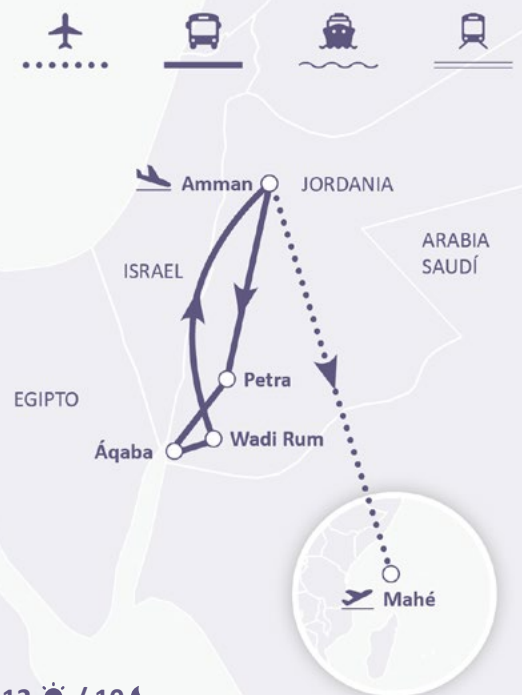 Amman
JORDANIA
ARABIA
SAUDÍ
ISRAEL
Petra
EGIPTO
Wadi Rum
Áqaba
Mahé